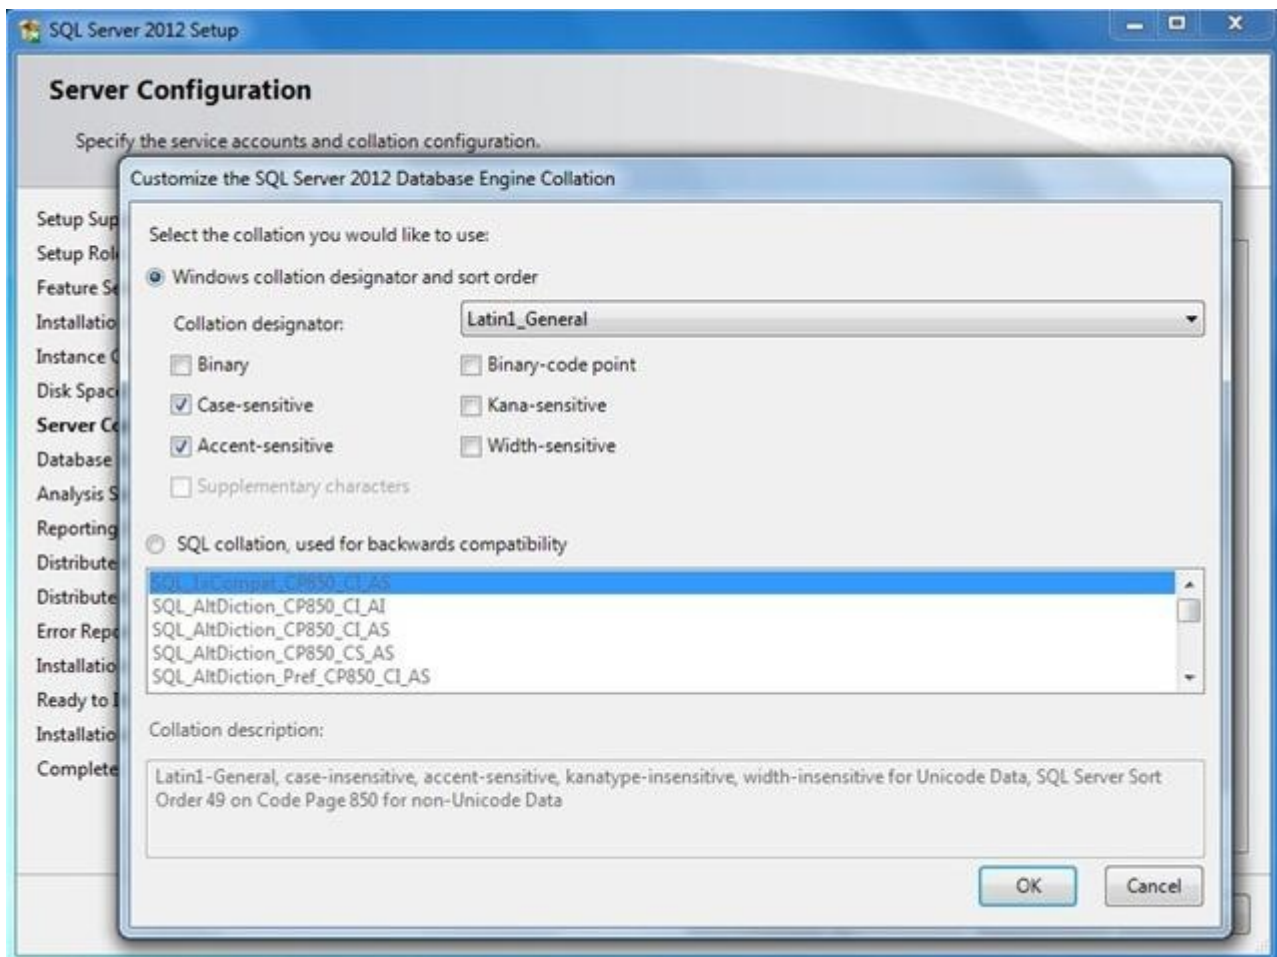 SQL Server 2012 Setup
Server Configuration
Specify the service accounts and collation configuration.
Customize the SQL Server 2012 Database Engine Collation
Setup Sup
Setup Rol
Feature Se
Installatio
Instance C
Disk Spac
Server Co
Database
Analysis S
Reporting
Distribute
Distribute
Error Repo
Installatio
Ready to I
Installatio
Complete
Select the collation you would like to use:
Windows collation designator and sort order
Collation designator: Latin1_General
Binary Binary-code point
Case-sensitive Kana-sensitive
Accent-sensitive Width-sensitive
Supplementary characters
SQL collation, used for backwards compatibility
SQL_1xCompat_CP850_CI_AS
SQL_AltDiction_CP850_CI_AI
SQL_AltDiction_CP850_CI_AS
SQL_AltDiction_CP850_CS_AS
SQL_AltDiction_Pref_CP850_CI_AS
Collation description:
Latin1-General, case-insensitive, accent-sensitive, kanatype-insensitive, width-insensitive for Unicode Data, SQL Server Sort
Order 49 on Code Page 850 for non-Unicode Data
OK Cancel